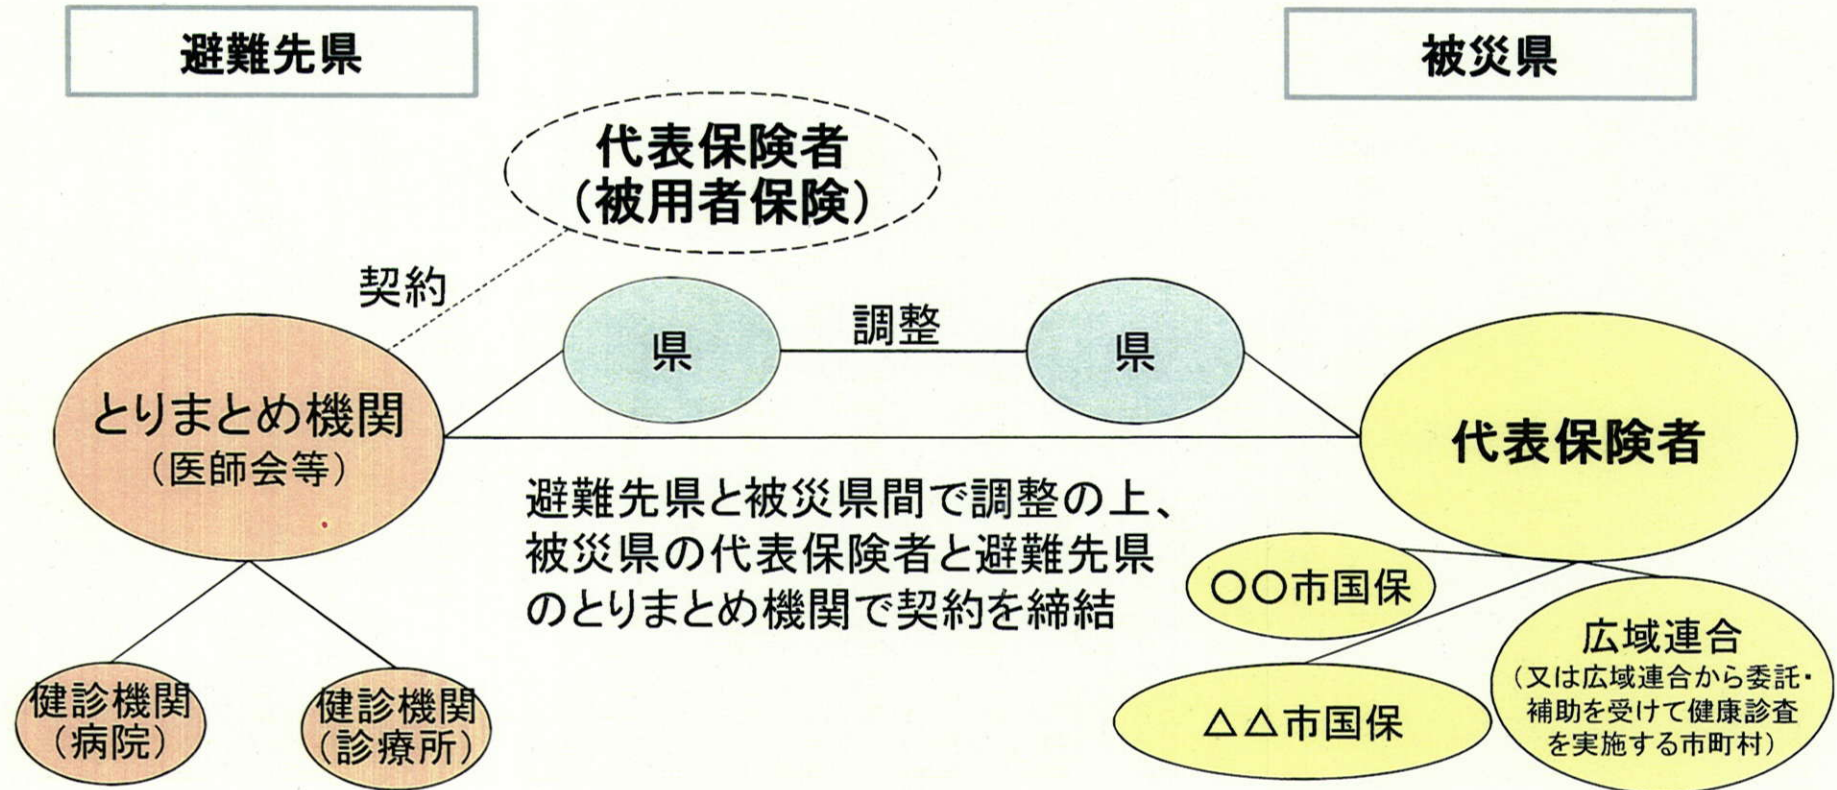 避難先県
被災県
代表保険者
（被用者保険）
契約
県
調整
県
とりまとめ機関
（医師会等）
代表保険者
避難先県と被災県間で調整の上、
被災県の代表保険者と避難先県
のとりまとめ機関で契約を締結
〇〇市国保
広域連合
（又は広域連合から委託・
補助を受けて健康診査
を実施する市町村）
△△市国保
健診機関
（病院）
健診機関
（診療所）